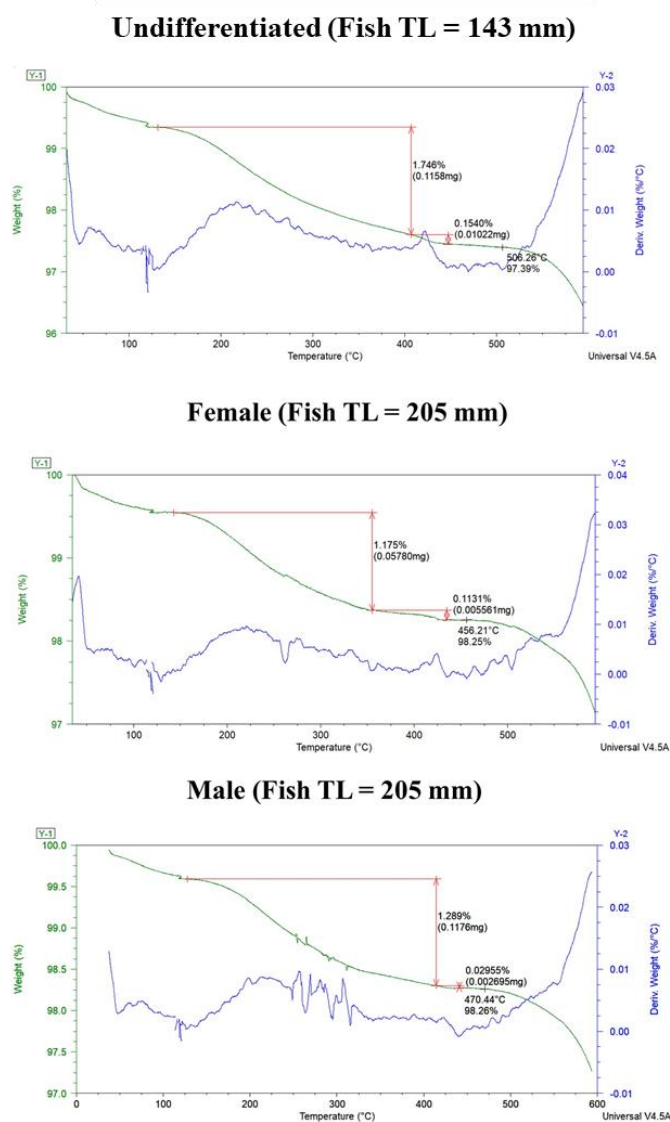 Undifferentiated (Fish TL = 143 mm)
Y-1
Y-2
100
99
98
97
96
Weight (%)
0.03
0.02
0.01
0.00
-0.01
Deriv. Weight (%/°C)
1.746%
(0.1158mg)
0.1540%
(0.01022mg)
506.26°C
97.39%
100 200 300 400 500
Temperature (°C)
Universal V4.5A
Female (Fish TL = 205 mm)
Y-1
Y-2
100
99
98
97
Weight (%)
0.04
0.03
0.02
0.01
0.00
-0.01
Deriv. Weight (%/°C)
1.175%
(0.05780mg)
0.1131%
(0.005561mg)
456.21°C
98.25%
100 200 300 400 500
Temperature (°C)
Universal V4.5A
Male (Fish TL = 205 mm)
Y-1
Y-2
100.0
99.5
99.0
98.5
98.0
97.5
97.0
Weight (%)
0.03
0.02
0.01
0.00
-0.01
Deriv. Weight (%/°C)
1.289%
(0.1176mg)
0.02955%
(0.002695mg)
470.44°C
98.26%
0 100 200 300 400 500 600
Temperature (°C)
Universal V4.5A